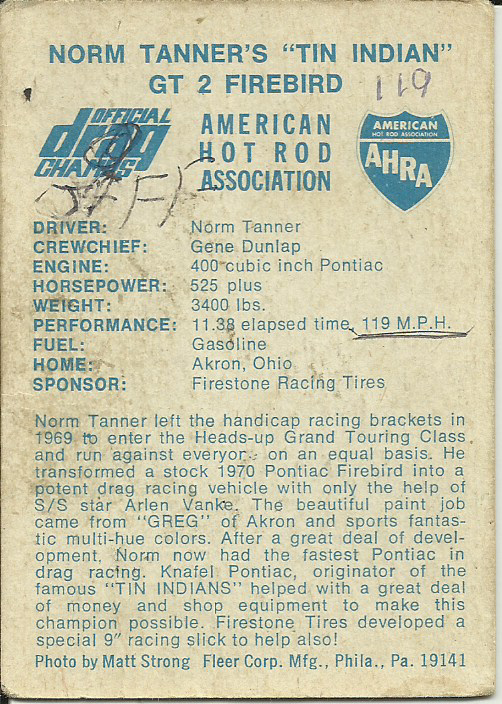 NORM TANNER'S "TIN INDIAN"
GT 2 FIREBIRD
119
OFFICIAL
drag
CHAMPS
AMERICAN
HOT ROD
ASSOCIATION
AMERICAN
HOT ROD ASSOCIATION
AHRA
JEFF
DRIVER: Norm Tanner
CREWCHIEF: Gene Dunlap
ENGINE: 400 cubic inch Pontiac
HORSEPOWER: 525 plus
WEIGHT: 3400 lbs.
PERFORMANCE: 11.38 elapsed time, 119 M.P.H.
FUEL: Gasoline
HOME: Akron, Ohio
SPONSOR: Firestone Racing Tires
Norm Tanner left the handicap racing brackets in
1969 to enter the Heads-up Grand Touring Class
and run against everyone on an equal basis. He
transformed a stock 1970 Pontiac Firebird into a
potent drag racing vehicle with only the help of
S/S star Arlen Vanke. The beautiful paint job
came from "GREG" of Akron and sports fantas-
tic multi-hue colors. After a great deal of devel-
opment, Norm now had the fastest Pontiac in
drag racing. Knafel Pontiac, originator of the
famous "TIN INDIANS" helped with a great deal
of money and shop equipment to make this
champion possible. Firestone Tires developed a
special 9" racing slick to help also!
Photo by Matt Strong Fleer Corp. Mfg., Phila., Pa. 19141